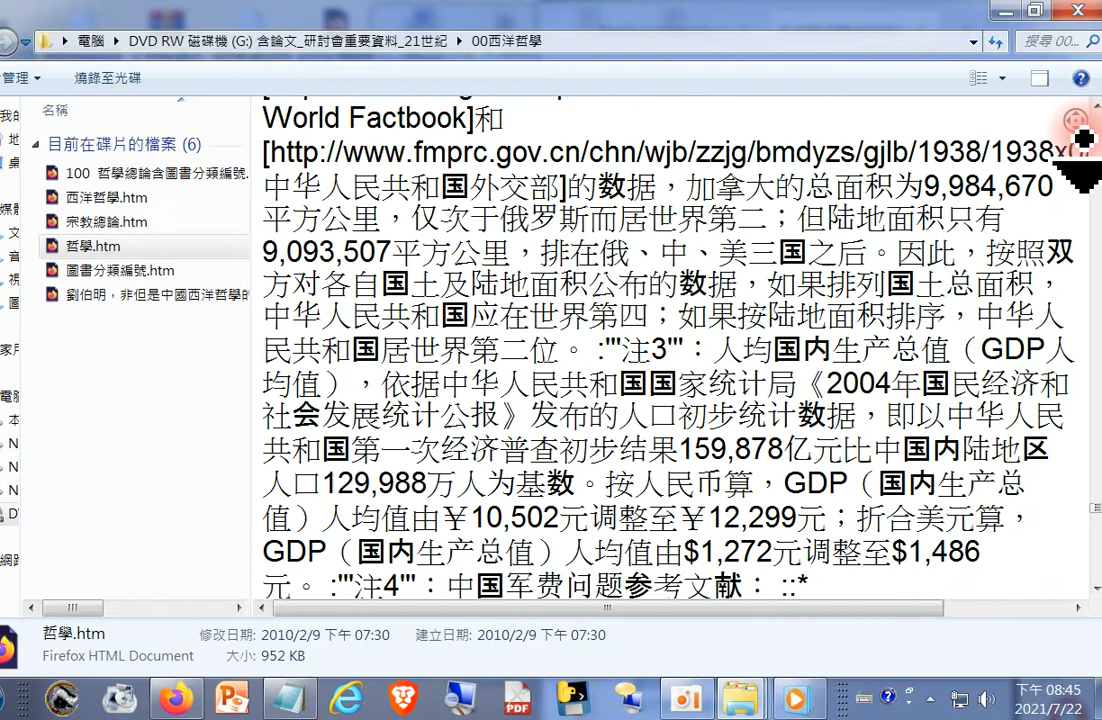 電腦 ▸ DVD RW 磁碟機 (G:) 含論文_研討會重要資料_21世紀 ▸ 00西洋哲學
搜尋 00...
管理
燒錄至光碟
名稱
目前在碟片的檔案 (6)
100 哲學總論含圖書分類編號.
西洋哲學.htm
宗教總論.htm
哲學.htm
圖書分類編號.htm
劉伯明，非但是中國西洋哲學的
World Factbook]和
[http://www.fmprc.gov.cn/chn/wjb/zzjg/bmdyzs/gjlb/1938/1938x0/
中华人民共和国外交部]的数据，加拿大的总面积为9,984,670
平方公里，仅次于俄罗斯而居世界第二；但陆地面积只有
9,093,507平方公里，排在俄、中、美三国之后。因此，按照双
方对各自国土及陆地面积公布的数据，如果排列国土总面积，
中华人民共和国应在世界第四；如果按陆地面积排序，中华人
民共和国居世界第二位。 :'''注3'''：人均国内生产总值（GDP人
均值），依据中华人民共和国国家统计局《2004年国民经济和
社会发展统计公报》发布的人口初步统计数据，即以中华人民
共和国第一次经济普查初步结果159,878亿元比中国内陆地区
人口129,988万人为基数。按人民币算，GDP（国内生产总
值）人均值由￥10,502元调整至￥12,299元；折合美元算，
GDP（国内生产总值）人均值由$1,272元调整至$1,486
元。 :'''注4'''：中国军费问题参考文献： ::*
哲學.htm
修改日期: 2010/2/9 下午 07:30
建立日期: 2010/2/9 下午 07:30
Firefox HTML Document
大小: 952 KB
PDF
下午 08:45
2021/7/22